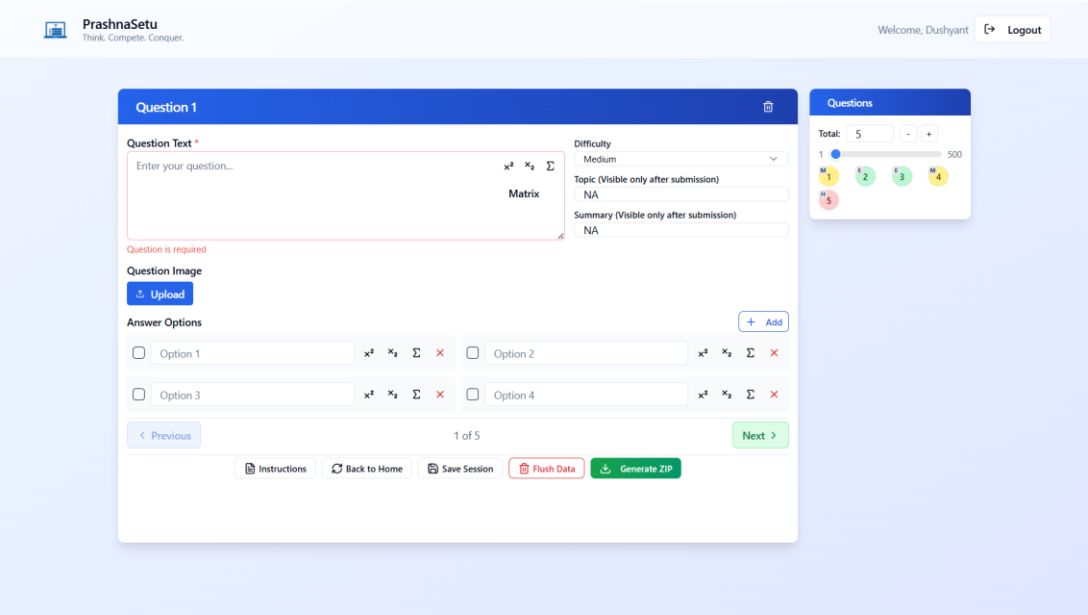 PrashnaSetu
Think. Compete. Conquer.
Welcome, Dushyant
Logout
Question 1
Question Text *
Enter your question...
x² x₂ Σ
Matrix
Question is required
Difficulty
Medium
Topic (Visible only after submission)
NA
Summary (Visible only after submission)
NA
Question Image
Upload
Answer Options
+ Add
Option 1 x² x₂ Σ ×
Option 2 x² x₂ Σ ×
Option 3 x² x₂ Σ ×
Option 4 x² x₂ Σ ×
< Previous
1 of 5
Next >
Instructions
Back to Home
Save Session
Flush Data
Generate ZIP
Questions
Total: 5 - +
1 500
M 1 E 2 E 3 M 4
H 5